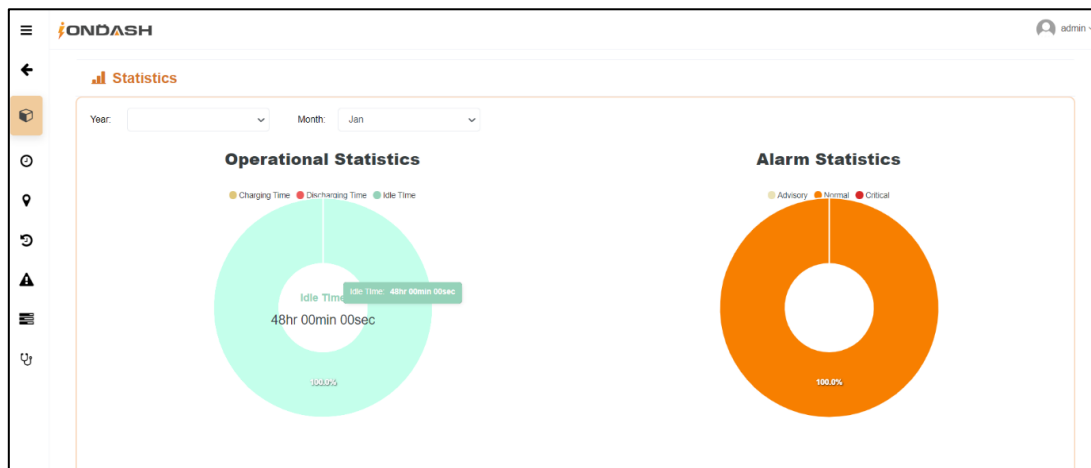 IONDASH
admin
Statistics
Year:
Month: Jan
Operational Statistics
Charging Time Discharging Time Idle Time
Idle Time
Idle Time: 48hr 00min 00sec
48hr 00min 00sec
100.0%
Alarm Statistics
Advisory Normal Critical
100.0%